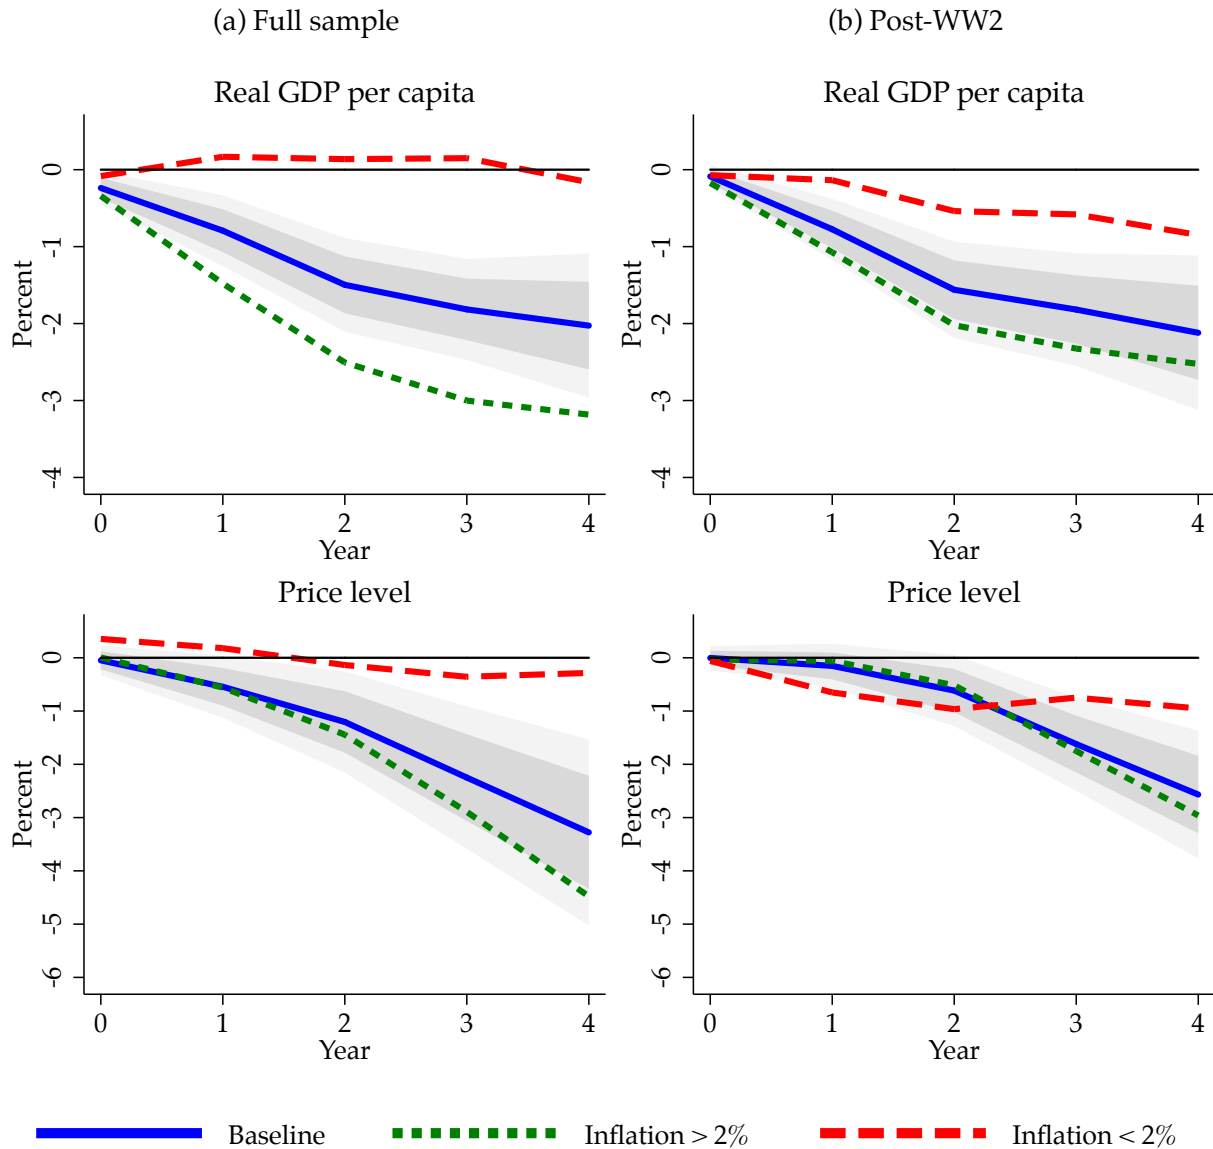 (a) Full sample
(b) Post-WW2
Real GDP per capita
Percent
0
-1
-2
-3
-4
0 1 2 3 4
Year
Real GDP per capita
Percent
0
-1
-2
-3
-4
0 1 2 3 4
Year
Price level
Percent
0
-1
-2
-3
-4
-5
-6
0 1 2 3 4
Year
Price level
Percent
0
-1
-2
-3
-4
-5
-6
0 1 2 3 4
Year
Baseline
Inflation > 2%
Inflation < 2%